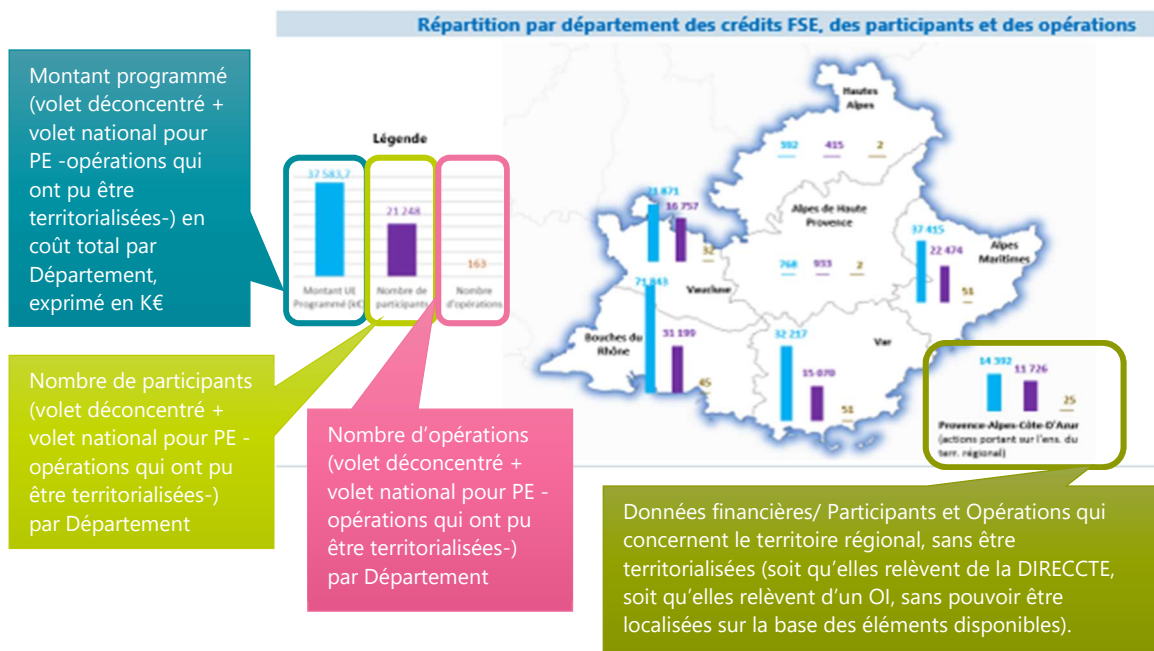 Répartition par département des crédits FSE, des participants et des opérations
Montant programmé
(volet déconcentré +
volet national pour
PE -opérations qui
ont pu être
territorialisées-) en
coût total par
Département,
exprimé en K€
Légende
37 583,7
21 248
163
Montant UE
Programmé (k€)
Nombre de
participants
Nombre
d'opérations
Hautes
Alpes
392
415
2
16 757
32
Vaucluse
Alpes de Haute
Provence
768
933
2
37 415
22 474
51
Alpes
Maritimes
71 843
31 199
45
Bouches du
Rhône
32 217
15 070
51
Var
14 392
11 726
25
Provence-Alpes-Côte-D'Azur
(actions portant sur l'ens. du
terr. régional)
Nombre de participants
(volet déconcentré +
volet national pour PE -
opérations qui ont pu
être territorialisées-)
par Département
Nombre d'opérations
(volet déconcentré +
volet national pour PE -
opérations qui ont pu
être territorialisées-)
par Département
Données financières/ Participants et Opérations qui
concernent le territoire régional, sans être
territorialisées (soit qu'elles relèvent de la DIRECCTE,
soit qu'elles relèvent d'un OI, sans pouvoir être
localisées sur la base des éléments disponibles).